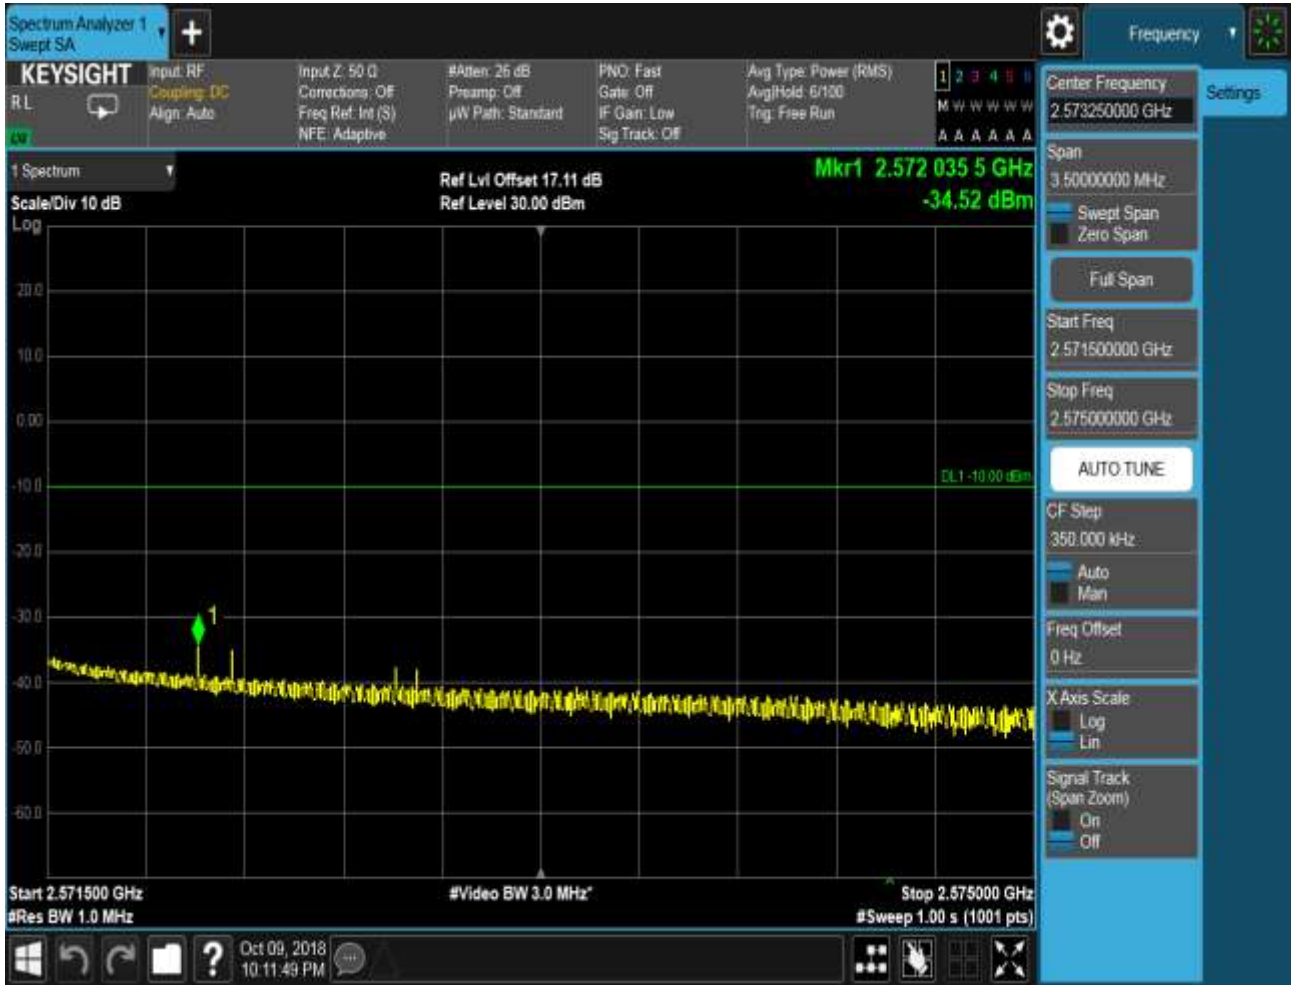 Spectrum Analyzer 1
Swept SA
+
Frequency
KEYSIGHT
R L
LXI
Input: RF
Coupling: DC
Align: Auto
Input Z: 50 Ω
Corrections: Off
Freq Ref: Int (S)
NFE: Adaptive
#Atten: 26 dB
Preamp: Off
µW Path: Standard
PNO: Fast
Gate: Off
IF Gain: Low
Sig Track: Off
Avg Type: Power (RMS)
Avg|Hold: 6/100
Trig: Free Run
1 2 3 4 5 6
M W W W W W
A A A A A A
1 Spectrum
Scale/Div 10 dB
Log
Ref Lvl Offset 17.11 dB
Ref Level 30.00 dBm
Mkr1 2.572 035 5 GHz
-34.52 dBm
20.0
10.0
0.00
-10.0
-20.0
-30.0
-40.0
-50.0
-60.0
DL1 -10.00 dBm
1
Start 2.571500 GHz
#Res BW 1.0 MHz
#Video BW 3.0 MHz*
Stop 2.575000 GHz
#Sweep 1.00 s (1001 pts)
Center Frequency
2.573250000 GHz
Span
3.50000000 MHz
Swept Span
Zero Span
Full Span
Start Freq
2.571500000 GHz
Stop Freq
2.575000000 GHz
AUTO TUNE
CF Step
350.000 kHz
Auto
Man
Freq Offset
0 Hz
X Axis Scale
Log
Lin
Signal Track
(Span Zoom)
On
Off
Settings
?
Oct 09, 2018
10:11:49 PM